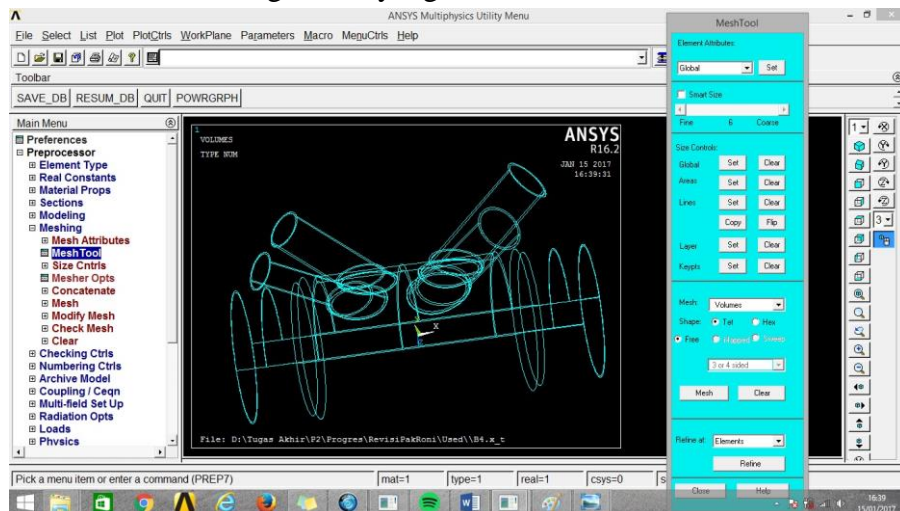 ANSYS Multiphysics Utility Menu
File Select List Plot PlotCtrls WorkPlane Parameters Macro MenuCtrls Help
Toolbar
SAVE_DB RESUM_DB QUIT POWRGRPH
Main Menu
Preferences
Preprocessor
Element Type
Real Constants
Material Props
Sections
Modeling
Meshing
Mesh Attributes
MeshTool
Size Cntrls
Mesher Opts
Concatenate
Mesh
Modify Mesh
Check Mesh
Clear
Checking Ctrls
Numbering Ctrls
Archive Model
Coupling / Ceqn
Multi-field Set Up
Radiation Opts
Loads
Physics
1
VOLUMES
TYPE NUM
ANSYS
R16.2
JAN 15 2017
16:39:31
X
File: D:\Tugas Akhir\P2\Progres\RevisiPakRoni\Used\\B4.x_t
MeshTool
Element Attributes:
Global Set
Smart Size
Fine 6 Coarse
Size Controls:
Global Set Clear
Areas Set Clear
Lines Set Clear
Copy Flip
Layer Set Clear
Keypts Set Clear
Mesh: Volumes
Shape: Tet Hex
Free Mapped Sweep
3 or 4 sided
Mesh Clear
Refine at: Elements
Refine
Close Help
1
3
Pick a menu item or enter a command (PREP7) mat=1 type=1 real=1 csys=0
16:39
15/01/2017